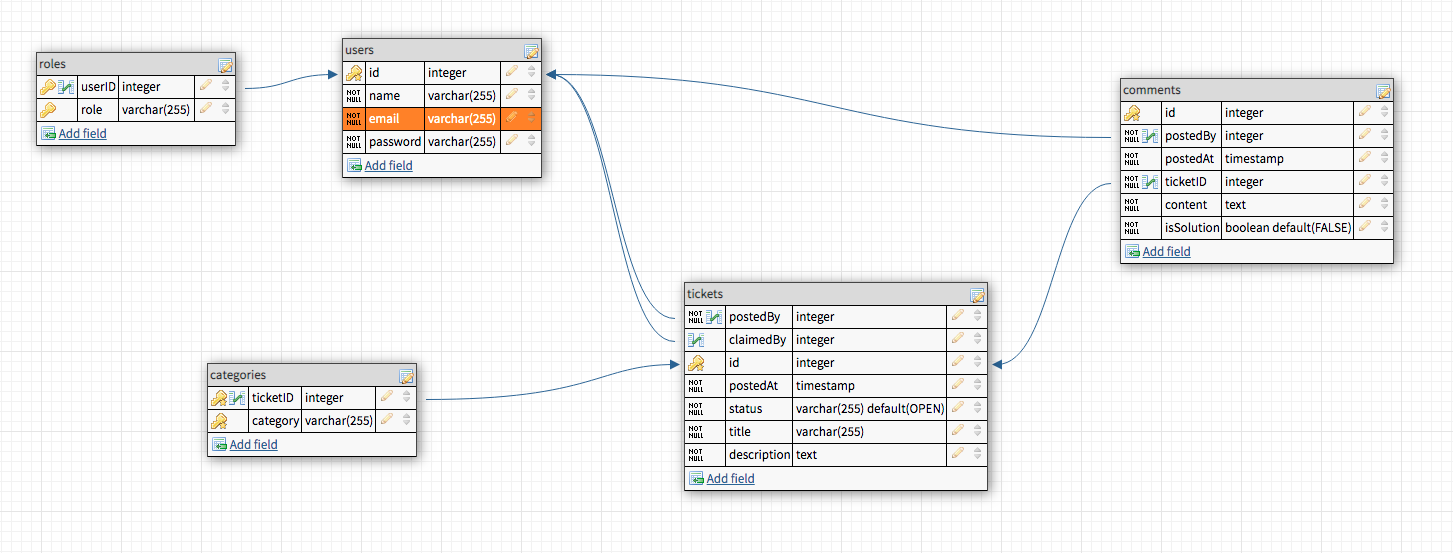 roles
userID integer
role varchar(255)
Add field
users
id integer
NOT NULL name varchar(255)
NOT NULL email varchar(255)
NOT NULL password varchar(255)
Add field
comments
id integer
NOT NULL postedBy integer
NOT NULL postedAt timestamp
NOT NULL ticketID integer
NOT NULL content text
NOT NULL isSolution boolean default(FALSE)
Add field
tickets
NOT NULL postedBy integer
claimedBy integer
id integer
NOT NULL postedAt timestamp
NOT NULL status varchar(255) default(OPEN)
NOT NULL title varchar(255)
NOT NULL description text
Add field
categories
ticketID integer
category varchar(255)
Add field